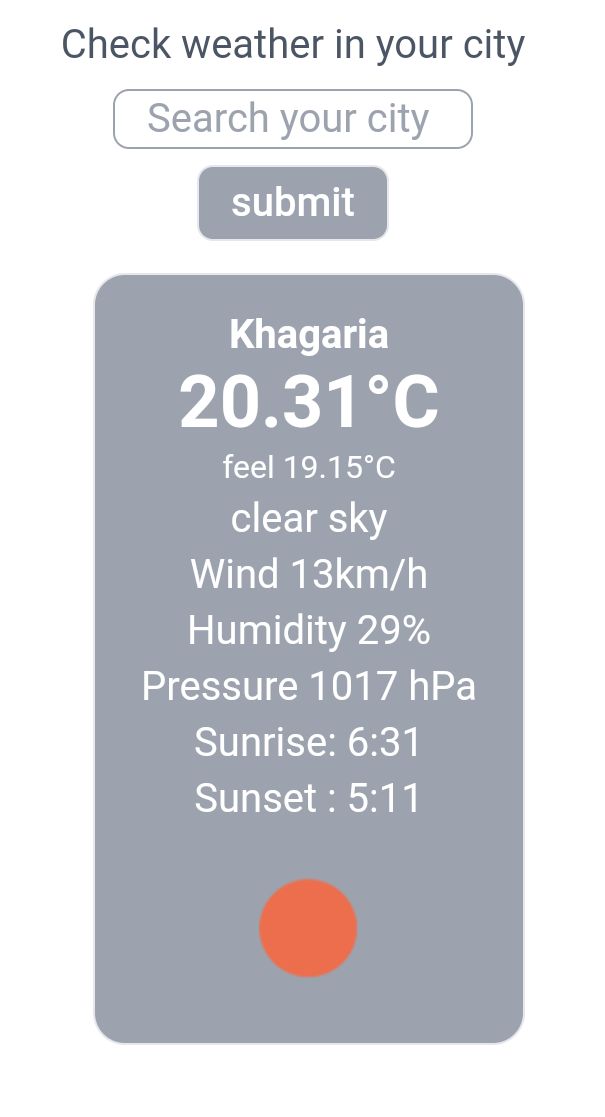 Check weather in your city
Search your city
submit
Khagaria
20.31°C
feel 19.15°C
clear sky
Wind 13km/h
Humidity 29%
Pressure 1017 hPa
Sunrise: 6:31
Sunset : 5:11